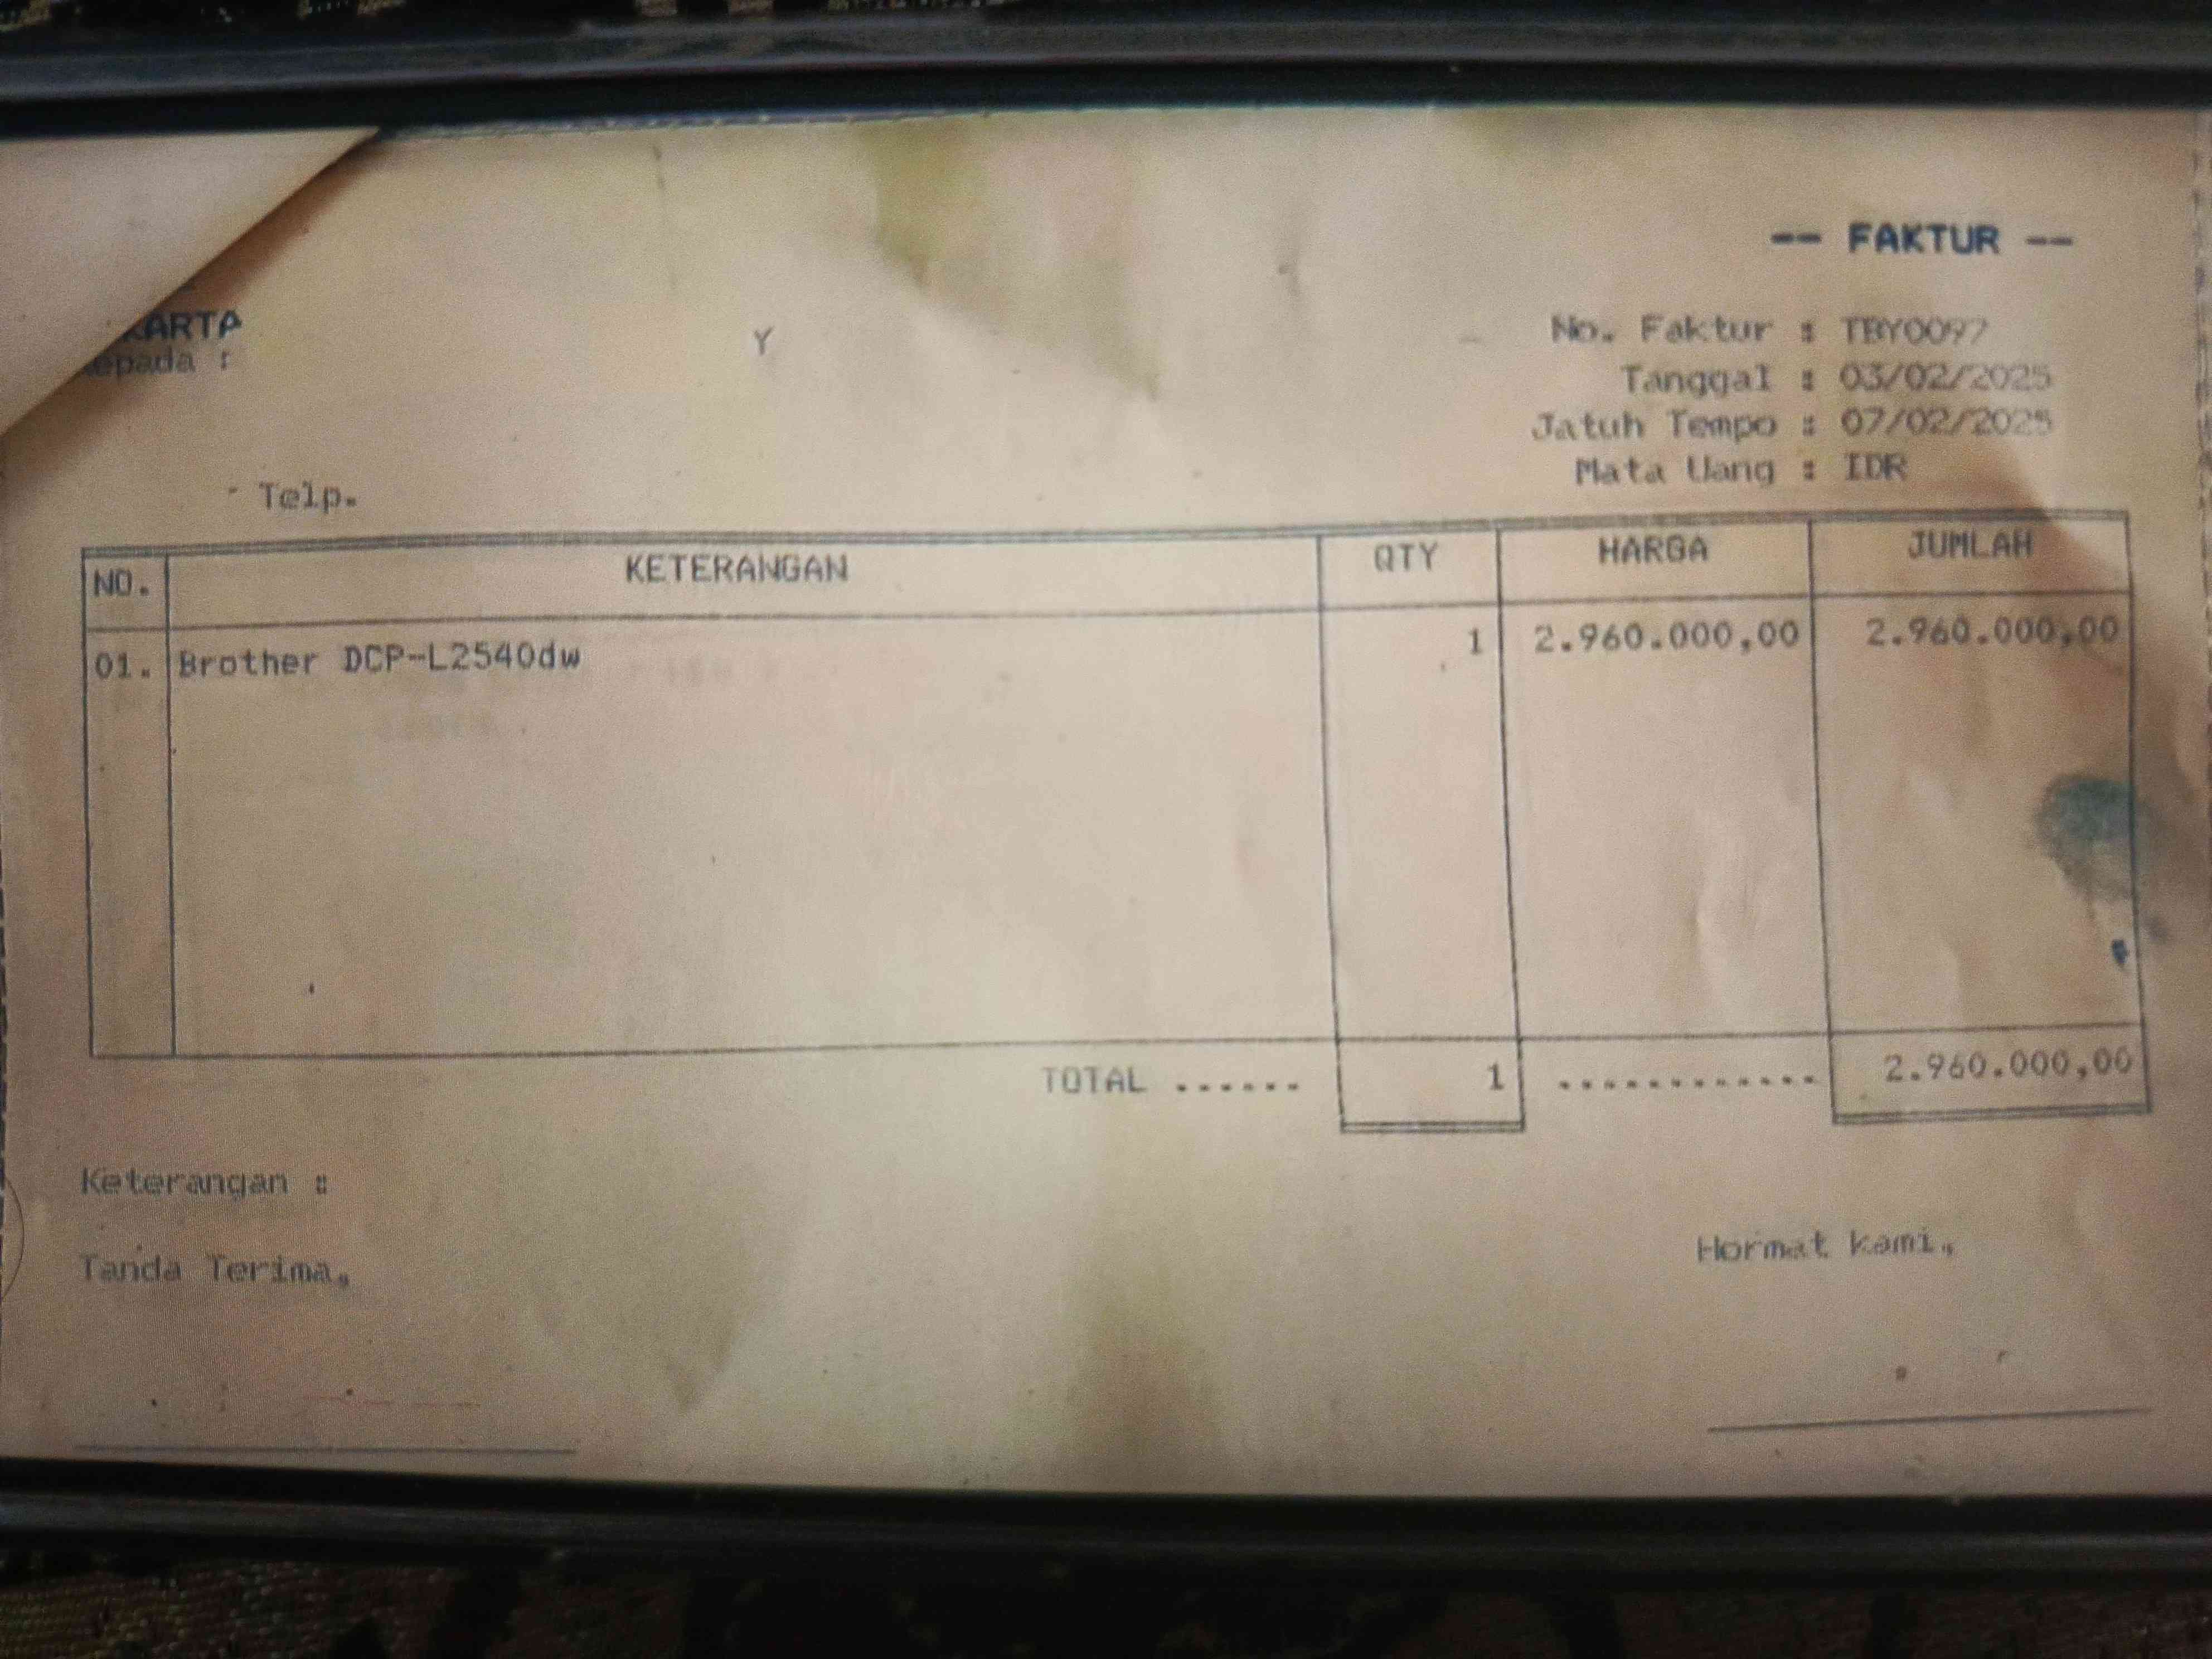 -- FAKTUR --
No. Faktur : TBY0097
Y
Tanggal : 03/02/2025
Jatuh Tempo : 07/02/2025
Mata Uang : IDR
Telp.
NO. KETERANGAN QTY HARGA JUMLAH
01. Brother DCP-L2540dw 1 2.960.000,00 2.960.000,00
TOTAL ...... 1 ............ 2.960.000,00
Keterangan :
Tanda Terima,
Hormat kami,